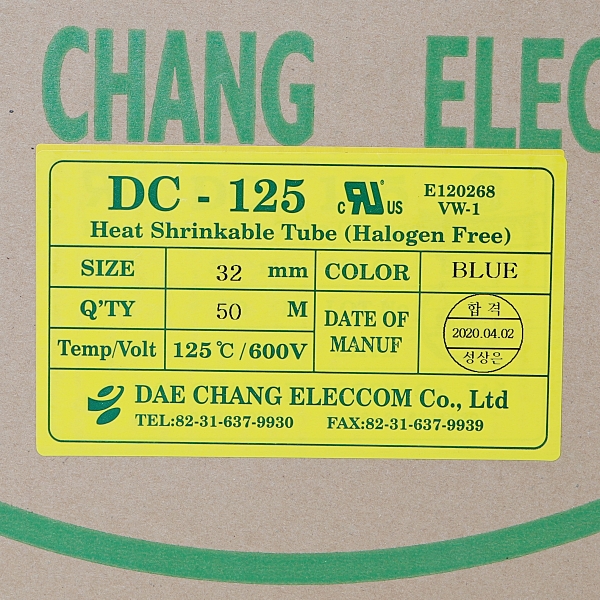 CHANG ELEC
DC - 125 c RU US E120268
VW-1
Heat Shrinkable Tube (Halogen Free)
SIZE 32 mm COLOR BLUE
Q'TY 50 M DATE OF MANUF 합격
2020.04.02
성상은
Temp/Volt 125℃/600V
DAE CHANG ELECCOM Co., Ltd
TEL:82-31-637-9930 FAX:82-31-637-9939